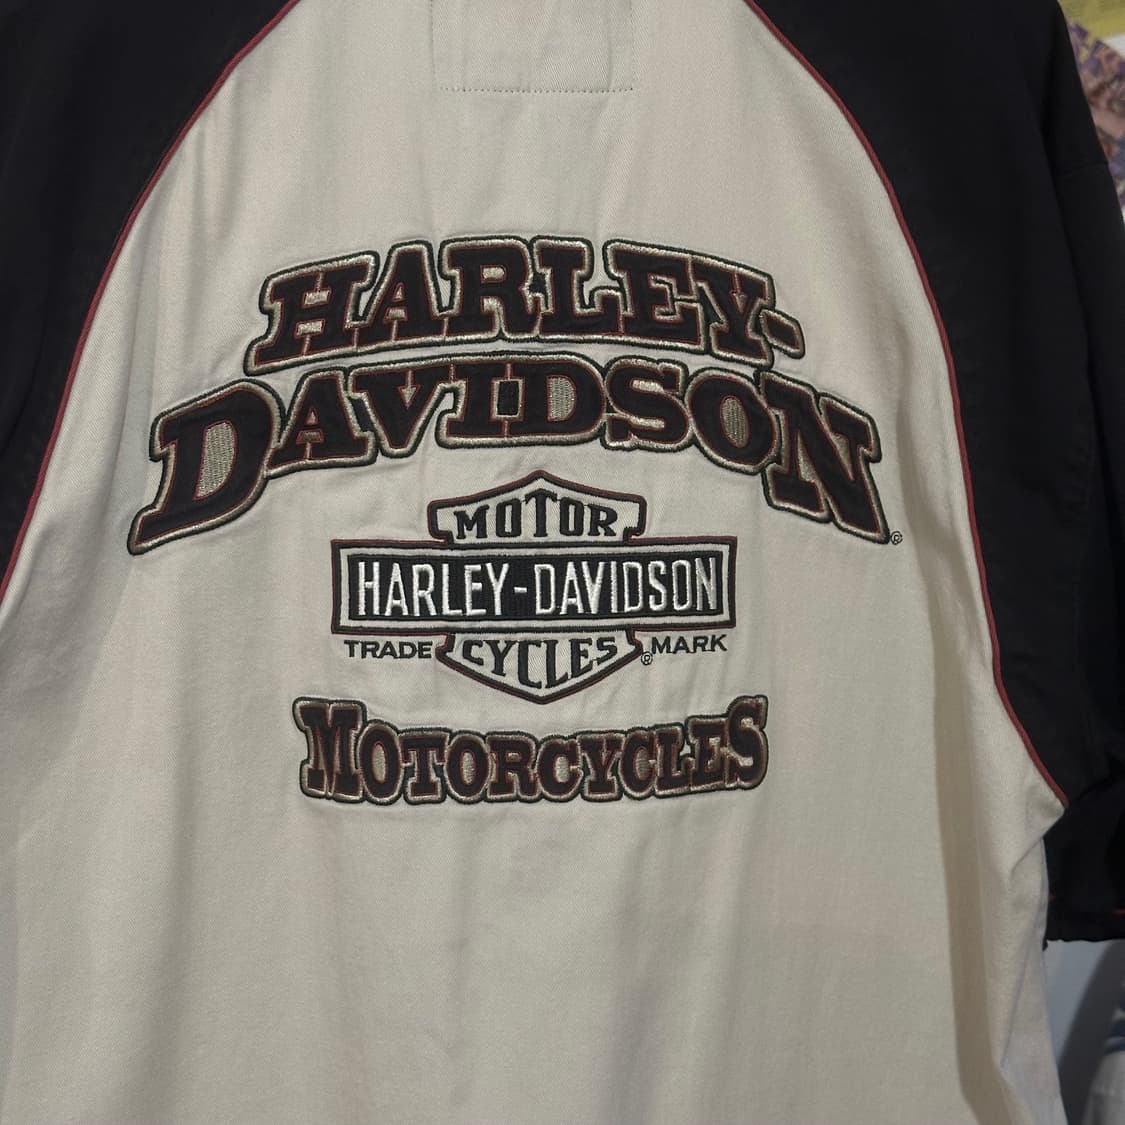 HARLEY-
DAVIDSON®
MOTOR
HARLEY-DAVIDSON
TRADE CYCLES® MARK
MOTORCYCLES